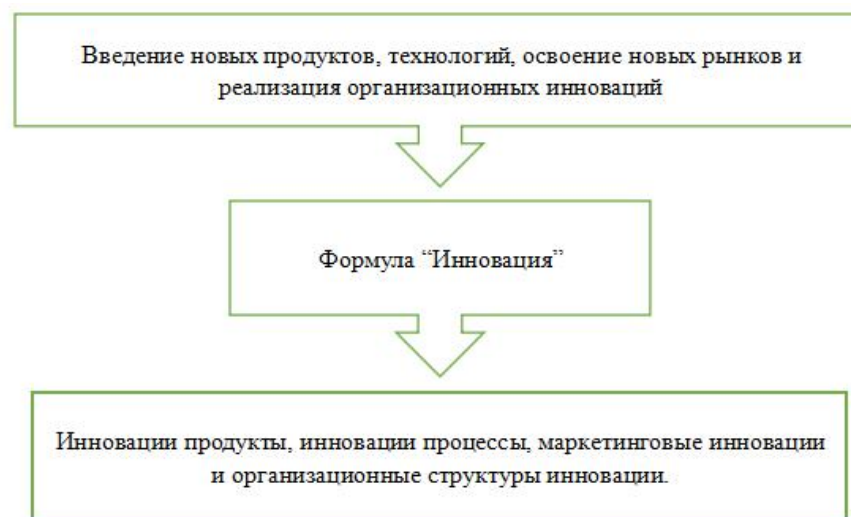 Введение новых продуктов, технологий, освоение новых рынков и
реализация организационных инноваций
Формула “Инновация”
Инновации продукты, инновации процессы, маркетинговые инновации
и организационные структуры инновации.